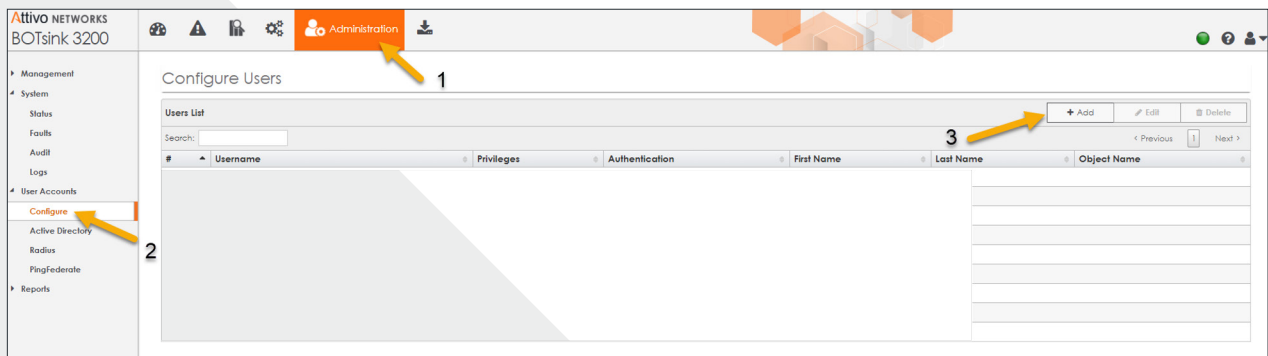 Attivo NETWORKS
BOTsink 3200
Administration
1
Management
System
Status
Faults
Audit
Logs
User Accounts
Configure
2
Active Directory
Radius
PingFederate
Reports
Configure Users
Users List
3
+ Add
Edit
Delete
Search:
< Previous 1 Next >
# Username Privileges Authentication First Name Last Name Object Name